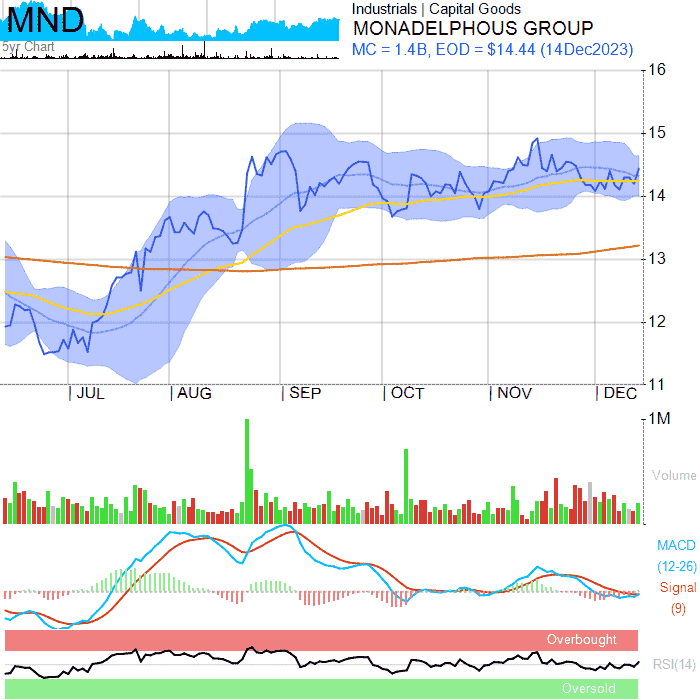 MND
5yr Chart
Industrials | Capital Goods
MONADELPHOUS GROUP
MC = 1.4B, EOD = $14.44 (14Dec2023)
16
15
14
13
12
11
JUL AUG SEP OCT NOV DEC
1M
Volume
MACD
(12-26)
Signal
(9)
Overbought
RSI(14)
Oversold